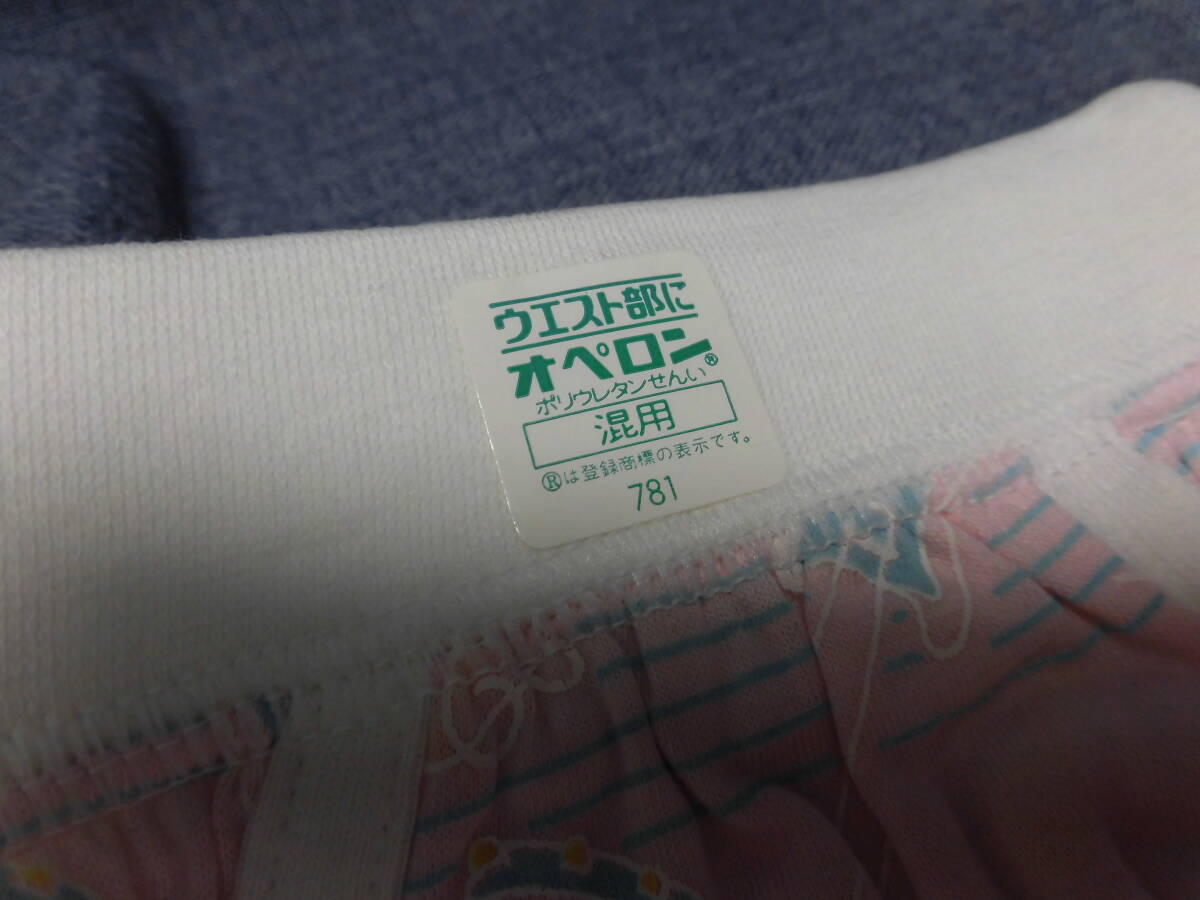 ウエスト部に
オペロン®
ポリウレタンせんい
混用
®は登録商標の表示です。
781